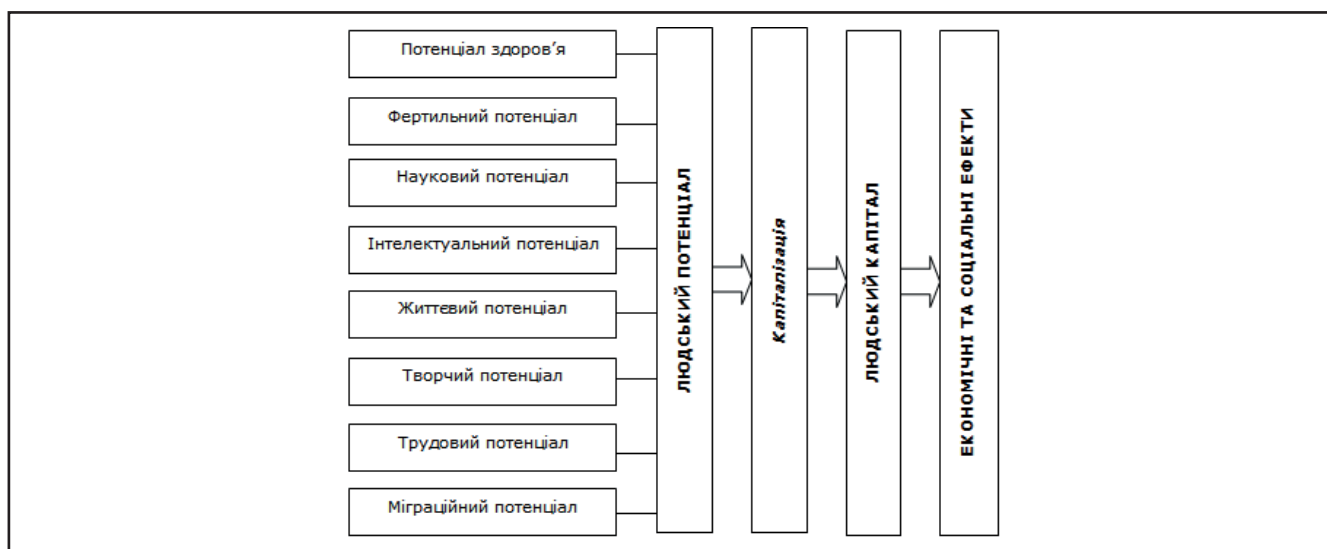 Потенціал здоров’я
Фертильний потенціал
Науковий потенціал
Інтелектуальний потенціал
Життєвий потенціал
Творчий потенціал
Трудовий потенціал
Міграційний потенціал
ЛЮДСЬКИЙ ПОТЕНЦІАЛ
Капіталізація
ЛЮДСЬКИЙ КАПІТАЛ
ЕКОНОМІЧНІ ТА СОЦІАЛЬНІ ЕФЕКТИ